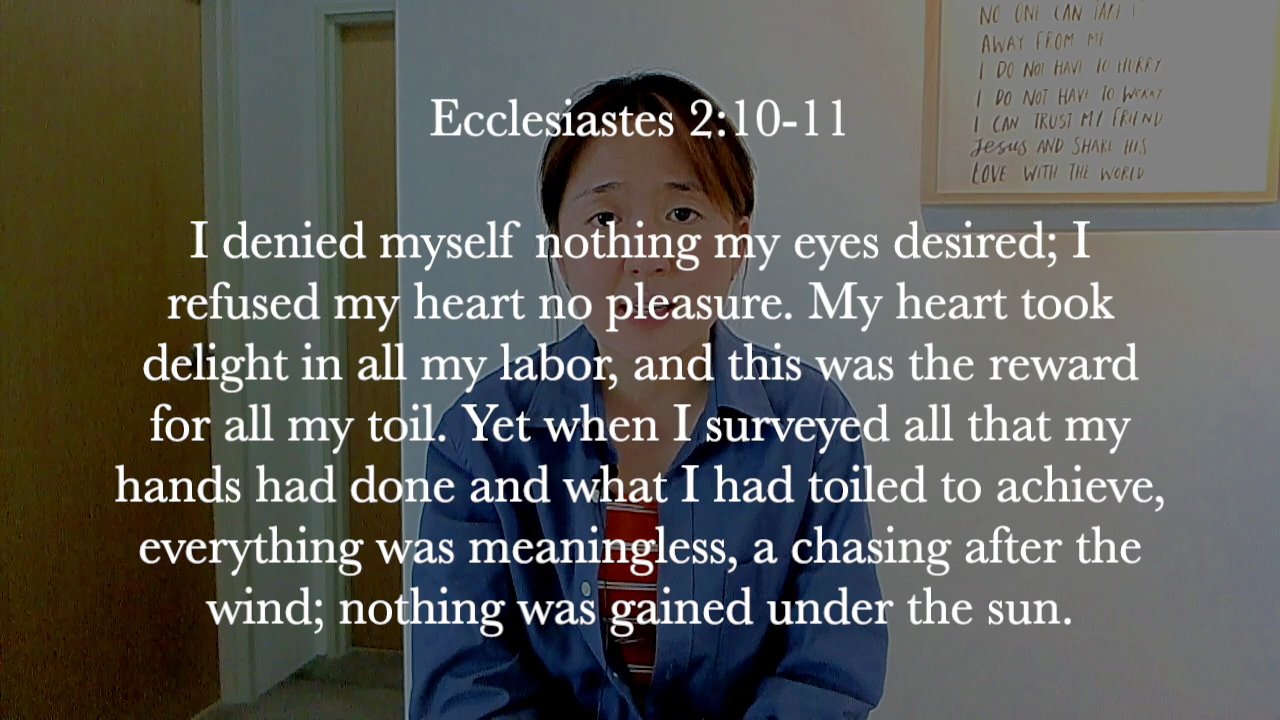 NO ONE CAN TAKE IT
AWAY FROM ME
I DO NOT HAVE TO HURRY
I DO NOT HAVE TO WORRY
I CAN TRUST MY FRIEND
Jesus AND SHARE HIS
LOVE WITH THE WORLD
Ecclesiastes 2:10-11
I denied myself nothing my eyes desired; I
refused my heart no pleasure. My heart took
delight in all my labor, and this was the reward
for all my toil. Yet when I surveyed all that my
hands had done and what I had toiled to achieve,
everything was meaningless, a chasing after the
wind; nothing was gained under the sun.